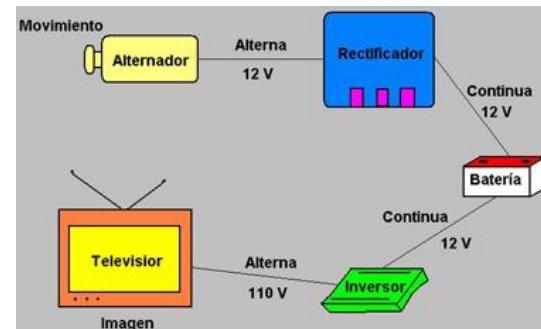 Movimiento
Alternador
Alterna
12 V
Rectificador
Continua
12 V
Batería
Continua
12 V
Inversor
Alterna
110 V
Televisior
Imagen